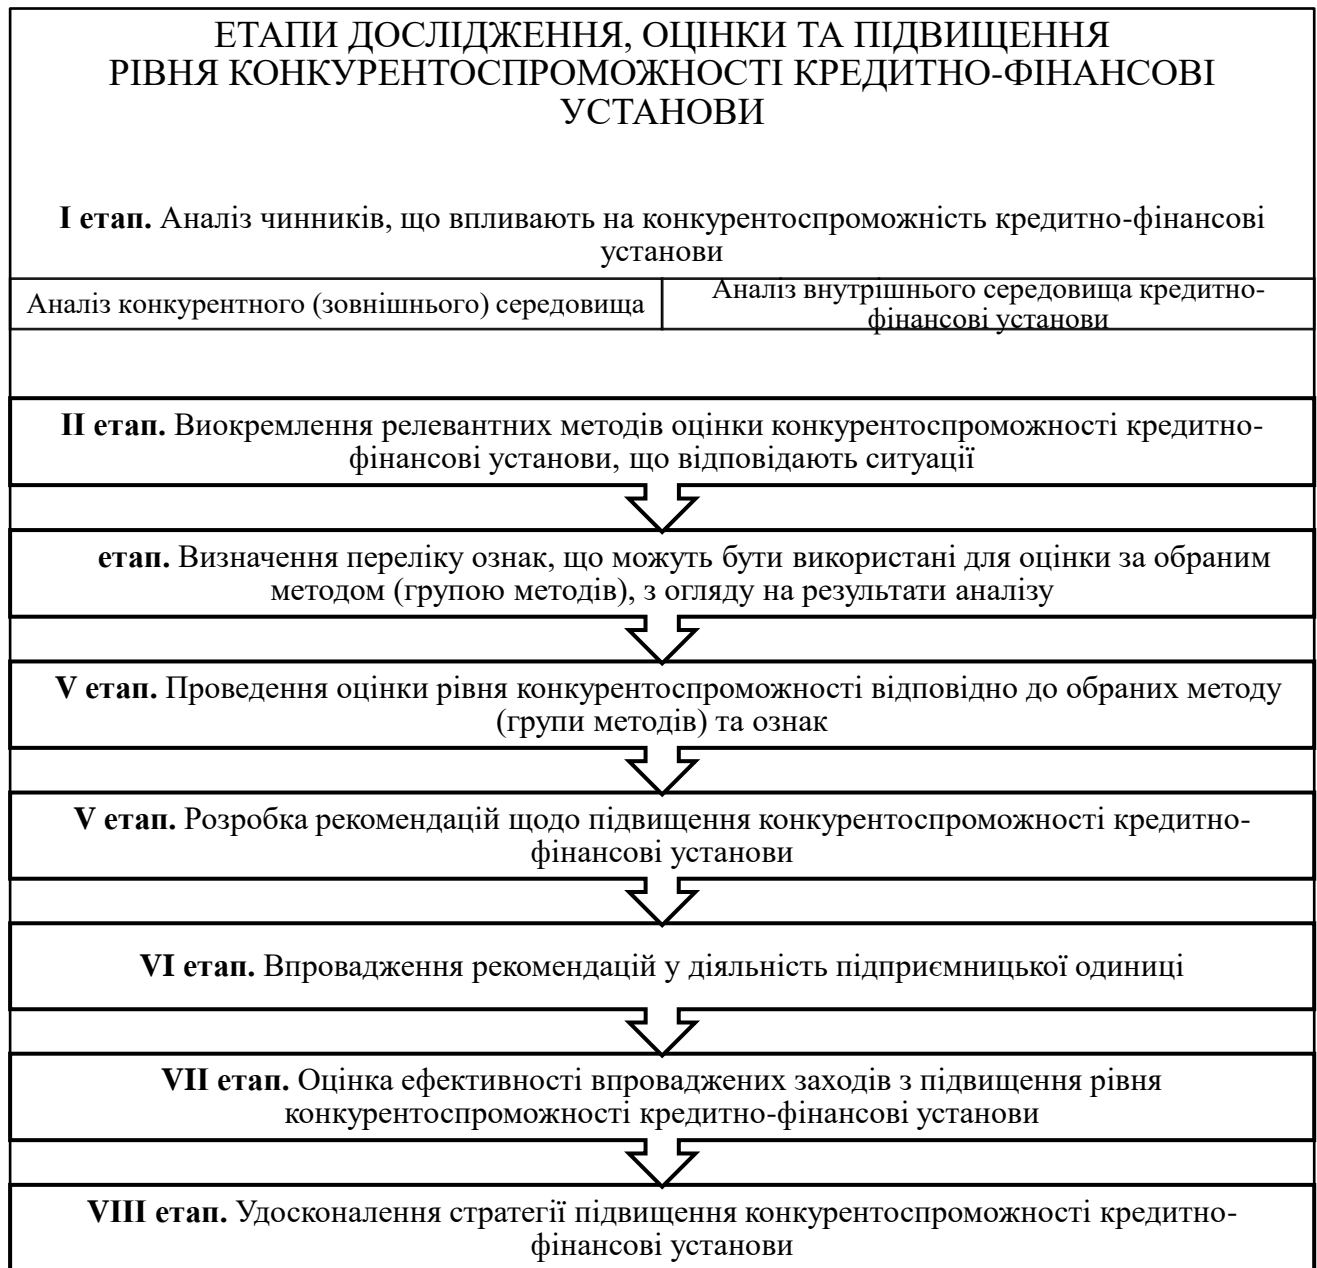 ЕТАПИ ДОСЛІДЖЕННЯ, ОЦІНКИ ТА ПІДВИЩЕННЯ
РІВНЯ КОНКУРЕНТОСПРОМОЖНОСТІ КРЕДИТНО-ФІНАНСОВІ
УСТАНОВИ
І етап. Аналіз чинників, що впливають на конкурентоспроможність кредитно-фінансові
установи
Аналіз конкурентного (зовнішнього) середовища
Аналіз внутрішнього середовища кредитно-
фінансові установи
ІІ етап. Виокремлення релевантних методів оцінки конкурентоспроможності кредитно-
фінансові установи, що відповідають ситуації
етап. Визначення переліку ознак, що можуть бути використані для оцінки за обраним
методом (групою методів), з огляду на результати аналізу
V етап. Проведення оцінки рівня конкурентоспроможності відповідно до обраних методу
(групи методів) та ознак
V етап. Розробка рекомендацій щодо підвищення конкурентоспроможності кредитно-
фінансові установи
VI етап. Впровадження рекомендацій у діяльність підприємницької одиниці
VII етап. Оцінка ефективності впроваджених заходів з підвищення рівня
конкурентоспроможності кредитно-фінансові установи
VIII етап. Удосконалення стратегії підвищення конкурентоспроможності кредитно-
фінансові установи